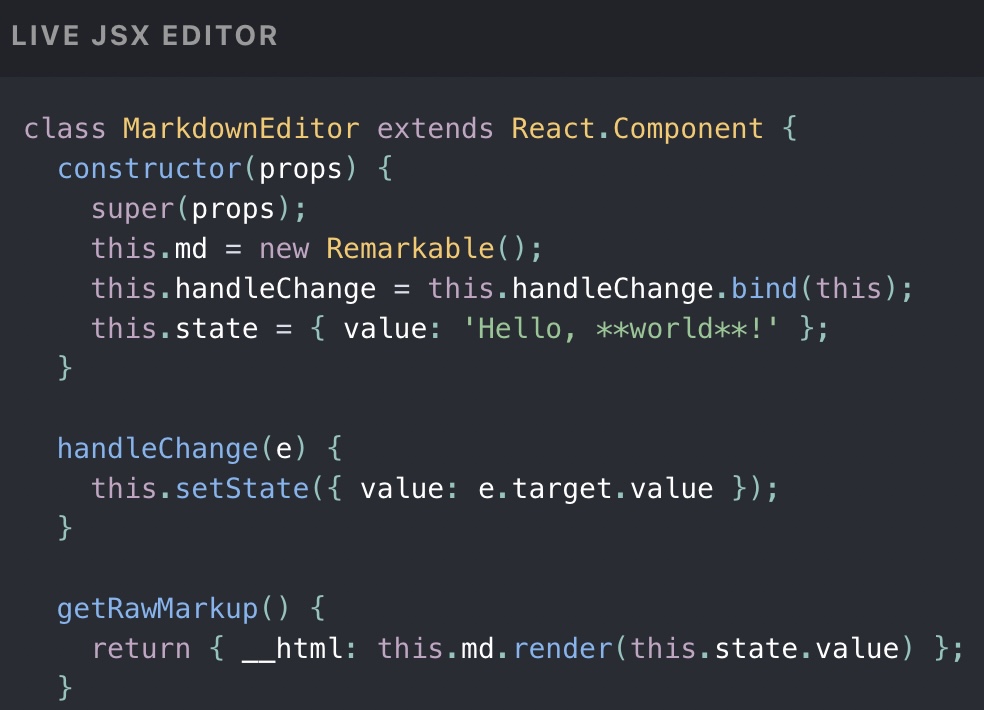 LIVE JSX EDITOR
class MarkdownEditor extends React.Component {
  constructor(props) {
    super(props);
    this.md = new Remarkable();
    this.handleChange = this.handleChange.bind(this);
    this.state = { value: 'Hello, **world**!' };
  }

  handleChange(e) {
    this.setState({ value: e.target.value });
  }

  getRawMarkup() {
    return { __html: this.md.render(this.state.value) };
  }